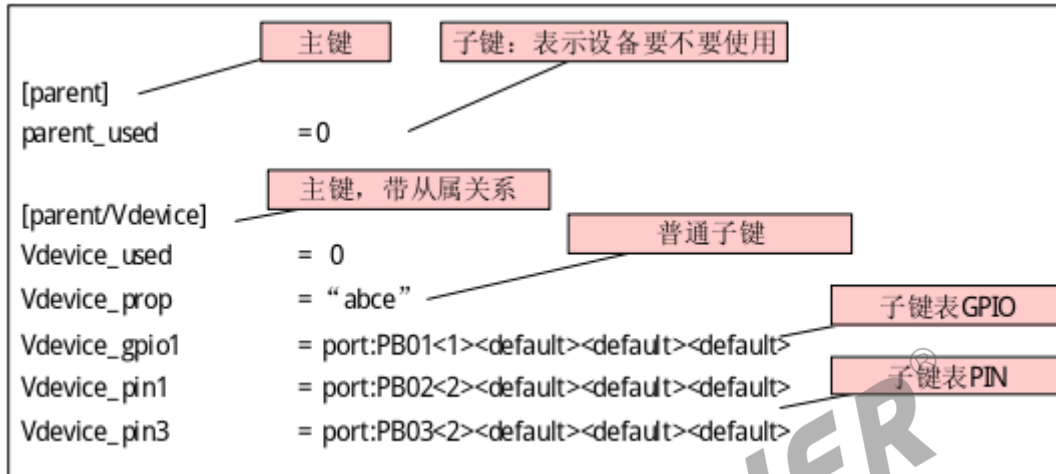 主键
子键：表示设备要不要使用
[parent]
parent_used =0
主键，带从属关系
[parent/Vdevice]
普通子键
Vdevice_used = 0
Vdevice_prop = “abce”
子键表GPIO
Vdevice_gpio1 = port:PB01<1><default><default><default>
子键表PIN
Vdevice_pin1 = port:PB02<2><default><default><default>
Vdevice_pin3 = port:PB03<2><default><default><default>
®